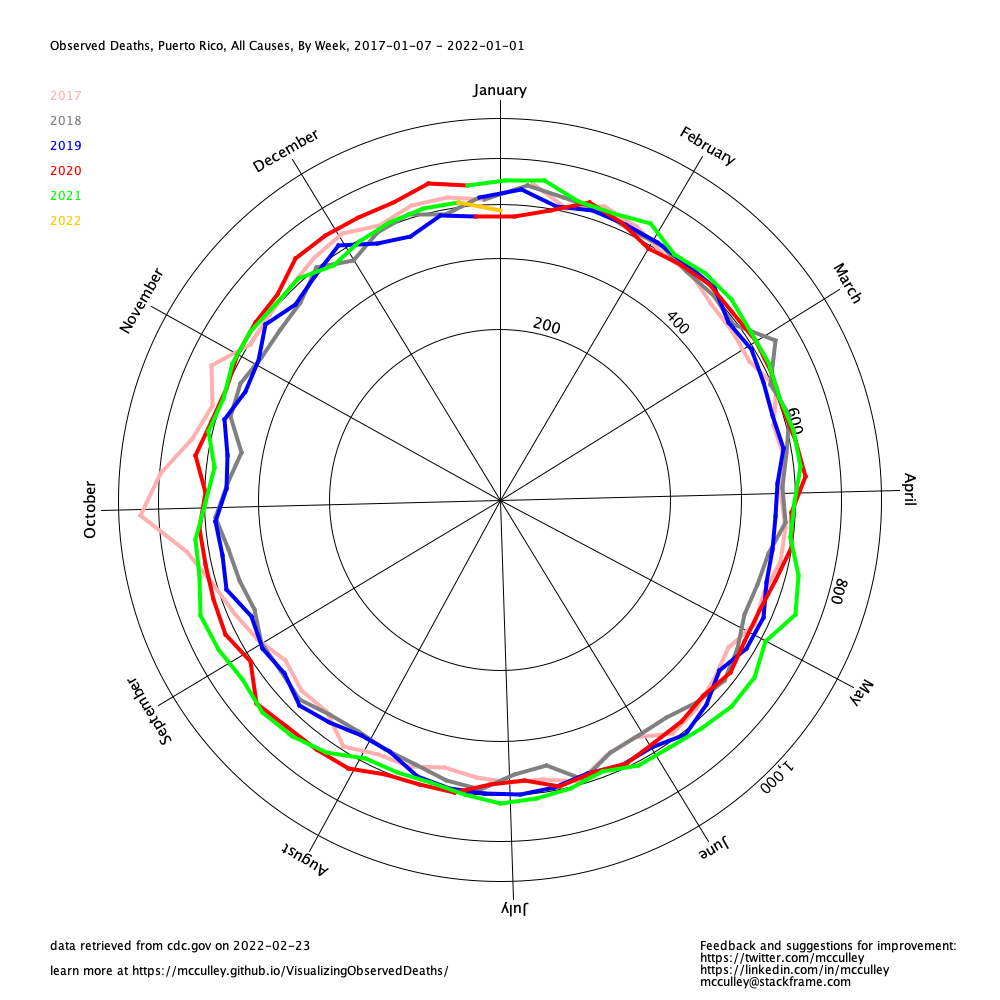 Observed Deaths, Puerto Rico, All Causes, By Week, 2017-01-07 - 2022-01-01
January
2017
2018
2019
2020
2021
2022
December
February
November
March
200
400
600
October
April
800
September
May
1,000
August
June
July
data retrieved from cdc.gov on 2022-02-23
learn more at https://mcculley.github.io/VisualizingObservedDeaths/
Feedback and suggestions for improvement:
https://twitter.com/mcculley
https://linkedin.com/in/mcculley
mcculley@stackframe.com